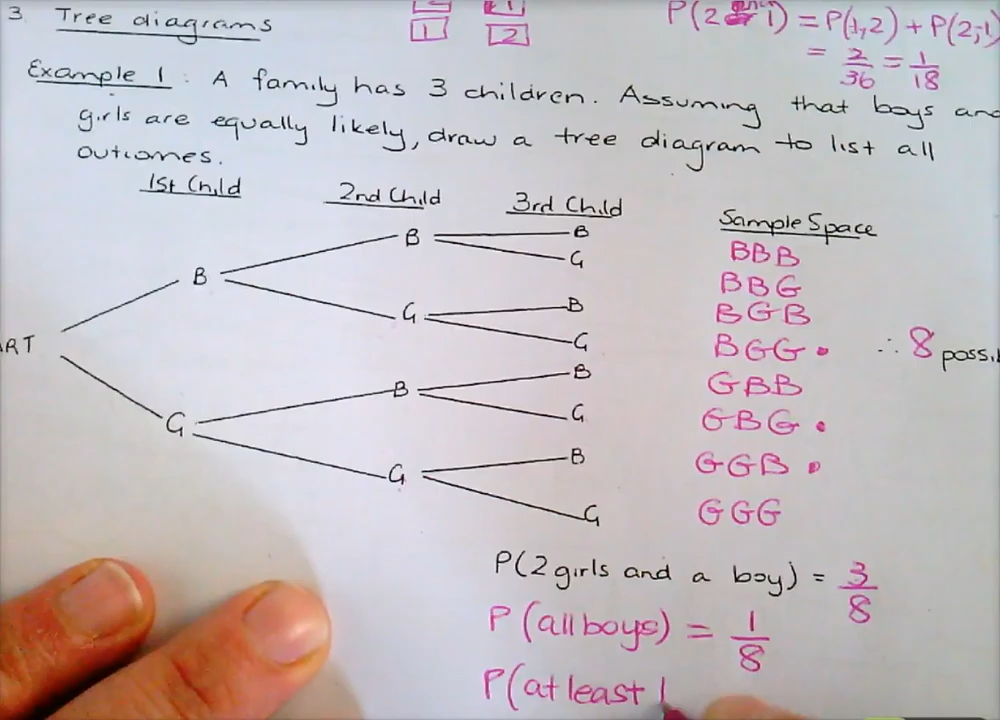 3. Tree diagrams
1 2
P(2 1) = P(1,2) + P(2,1)
= 2/36 = 1/18
Example 1: A family has 3 children. Assuming that boys and
girls are equally likely, draw a tree diagram to list all
outcomes.
1st Child 2nd Child 3rd Child Sample Space
B B B BBB
G BBG
G B BGB
G BGG •
∴ 8
G B B GBB
G GBG •
G B GGB •
G GGG
P(2 girls and a boy) = 3/8
P(all boys) = 1/8
P(at least 1